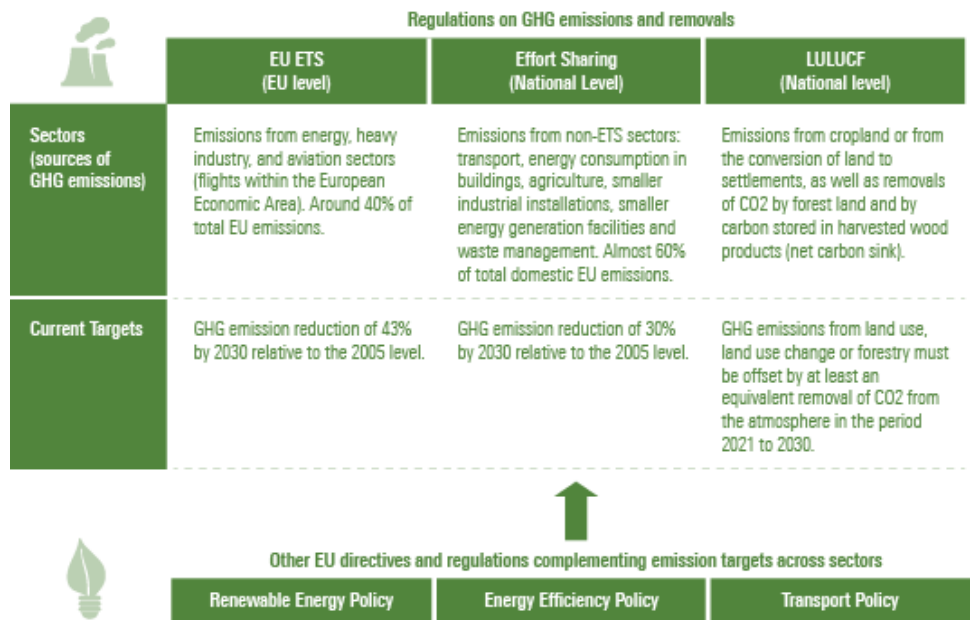 Regulations on GHG emissions and removals
EU ETS
(EU level)
Effort Sharing
(National Level)
LULUCF
(National level)
Sectors
(sources of
GHG emissions)
Emissions from energy, heavy
industry, and aviation sectors
(flights within the European
Economic Area). Around 40% of
total EU emissions.
Emissions from non-ETS sectors:
transport, energy consumption in
buildings, agriculture, smaller
industrial installations, smaller
energy generation facilities and
waste management. Almost 60%
of total domestic EU emissions.
Emissions from cropland or from
the conversion of land to
settlements, as well as removals
of CO2 by forest land and by
carbon stored in harvested wood
products (net carbon sink).
Current Targets
GHG emission reduction of 43%
by 2030 relative to the 2005 level.
GHG emission reduction of 30%
by 2030 relative to the 2005 level.
GHG emissions from land use,
land use change or forestry must
be offset by at least an
equivalent removal of CO2 from
the atmosphere in the period
2021 to 2030.
Other EU directives and regulations complementing emission targets across sectors
Renewable Energy Policy
Energy Efficiency Policy
Transport Policy